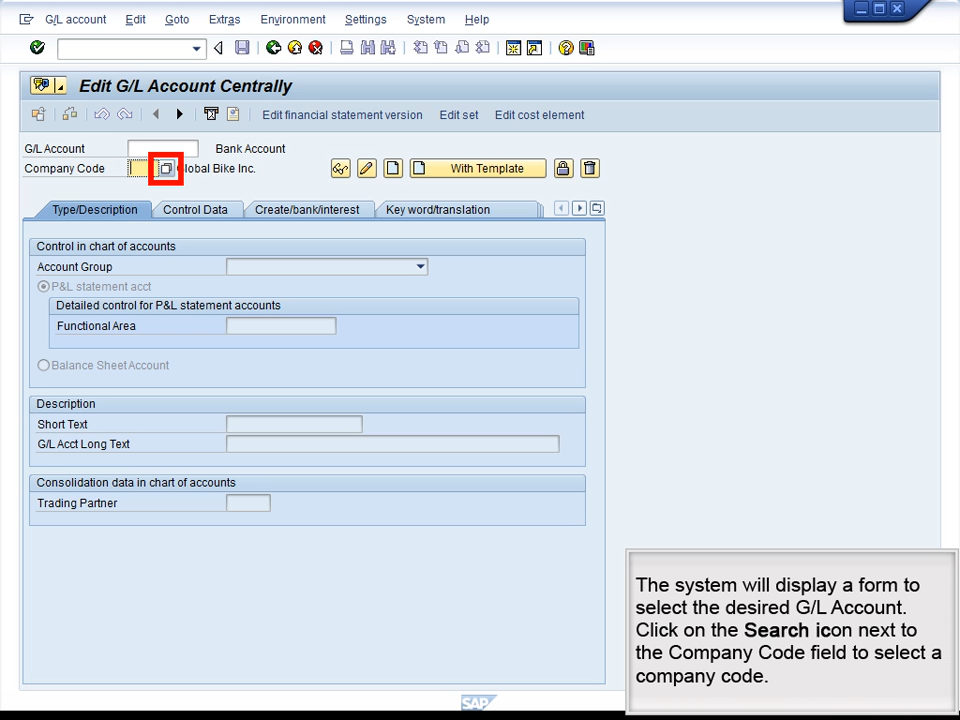 G/L account Edit Goto Extras Environment Settings System Help
Edit G/L Account Centrally
Edit financial statement version Edit set Edit cost element
G/L Account Bank Account
Company Code Global Bike Inc.
With Template
Type/Description Control Data Create/bank/interest Key word/translation
Control in chart of accounts
Account Group
P&L statement acct
Detailed control for P&L statement accounts
Functional Area
Balance Sheet Account
Description
Short Text
G/L Acct Long Text
Consolidation data in chart of accounts
Trading Partner
The system will display a form to
select the desired G/L Account.
Click on the Search icon next to
the Company Code field to select a
company code.
SAP